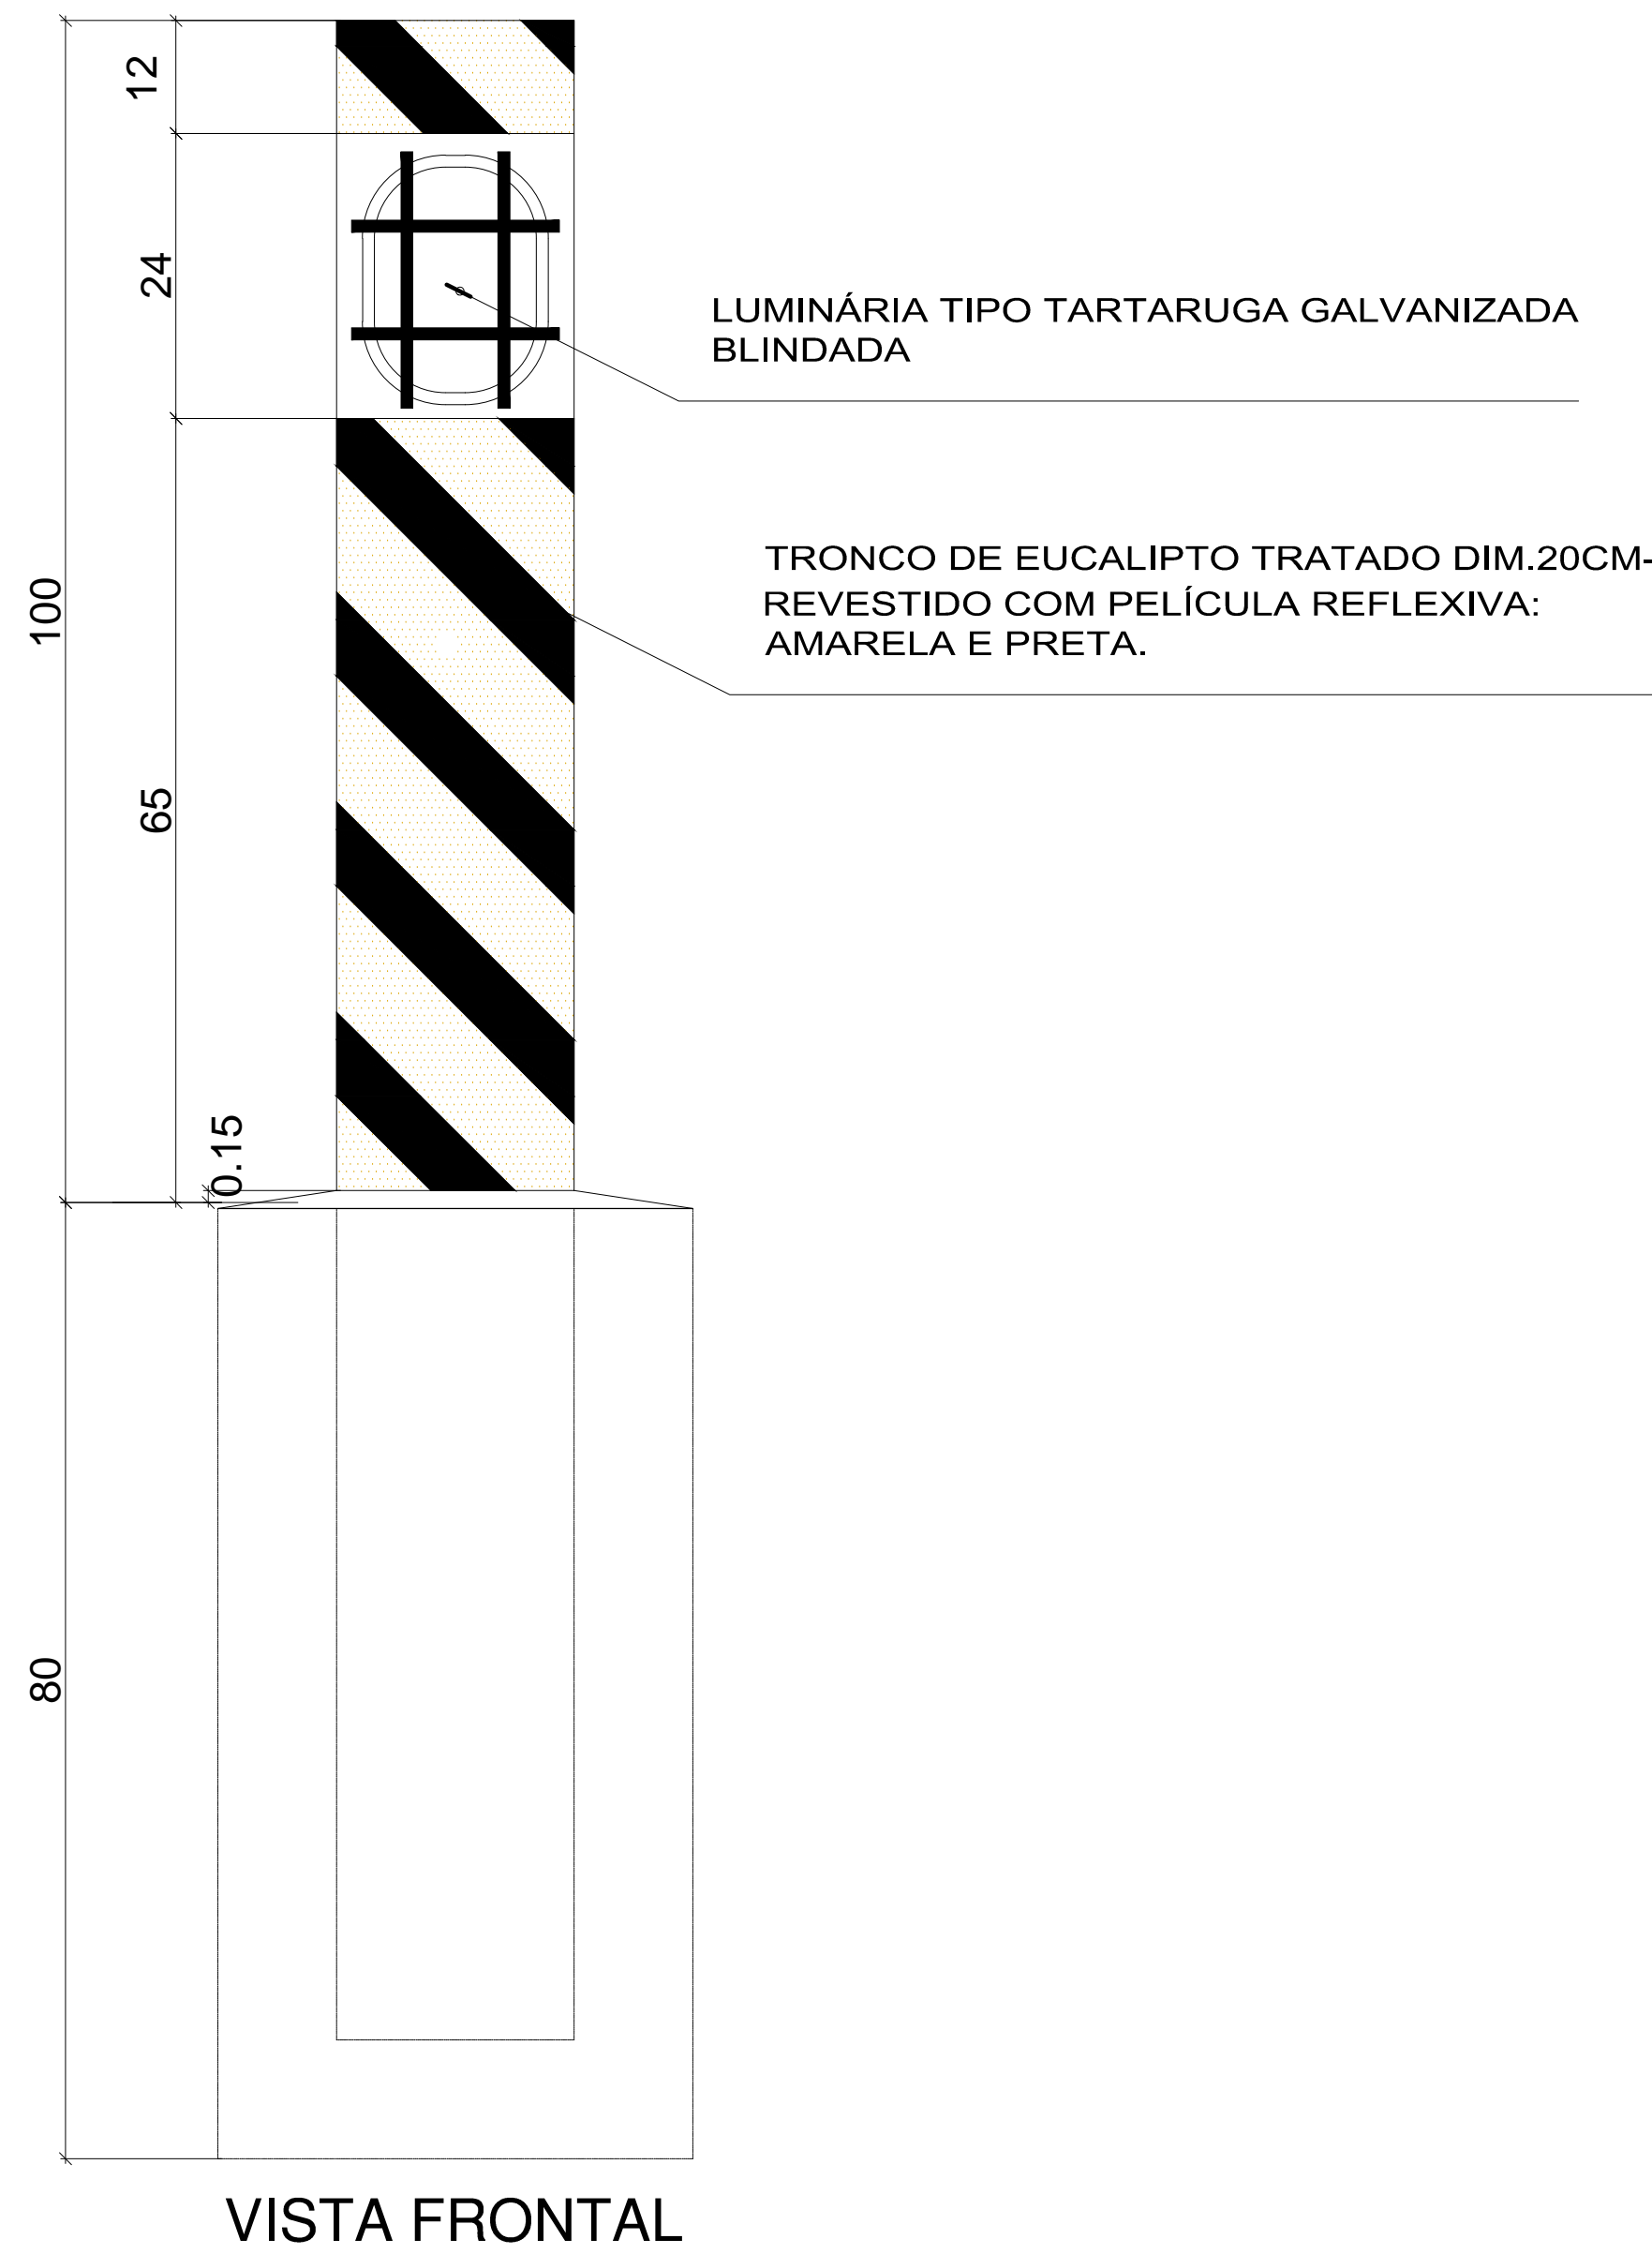 12
24
LUMINÁRIA TIPO TARTARUGA GALVANIZADA
BLINDADA
TRONCO DE EUCALIPTO TRATADO DIM.20CM-
REVESTIDO COM PELÍCULA REFLEXIVA:
AMARELA E PRETA.
100
65
0.15
80
VISTA FRONTAL